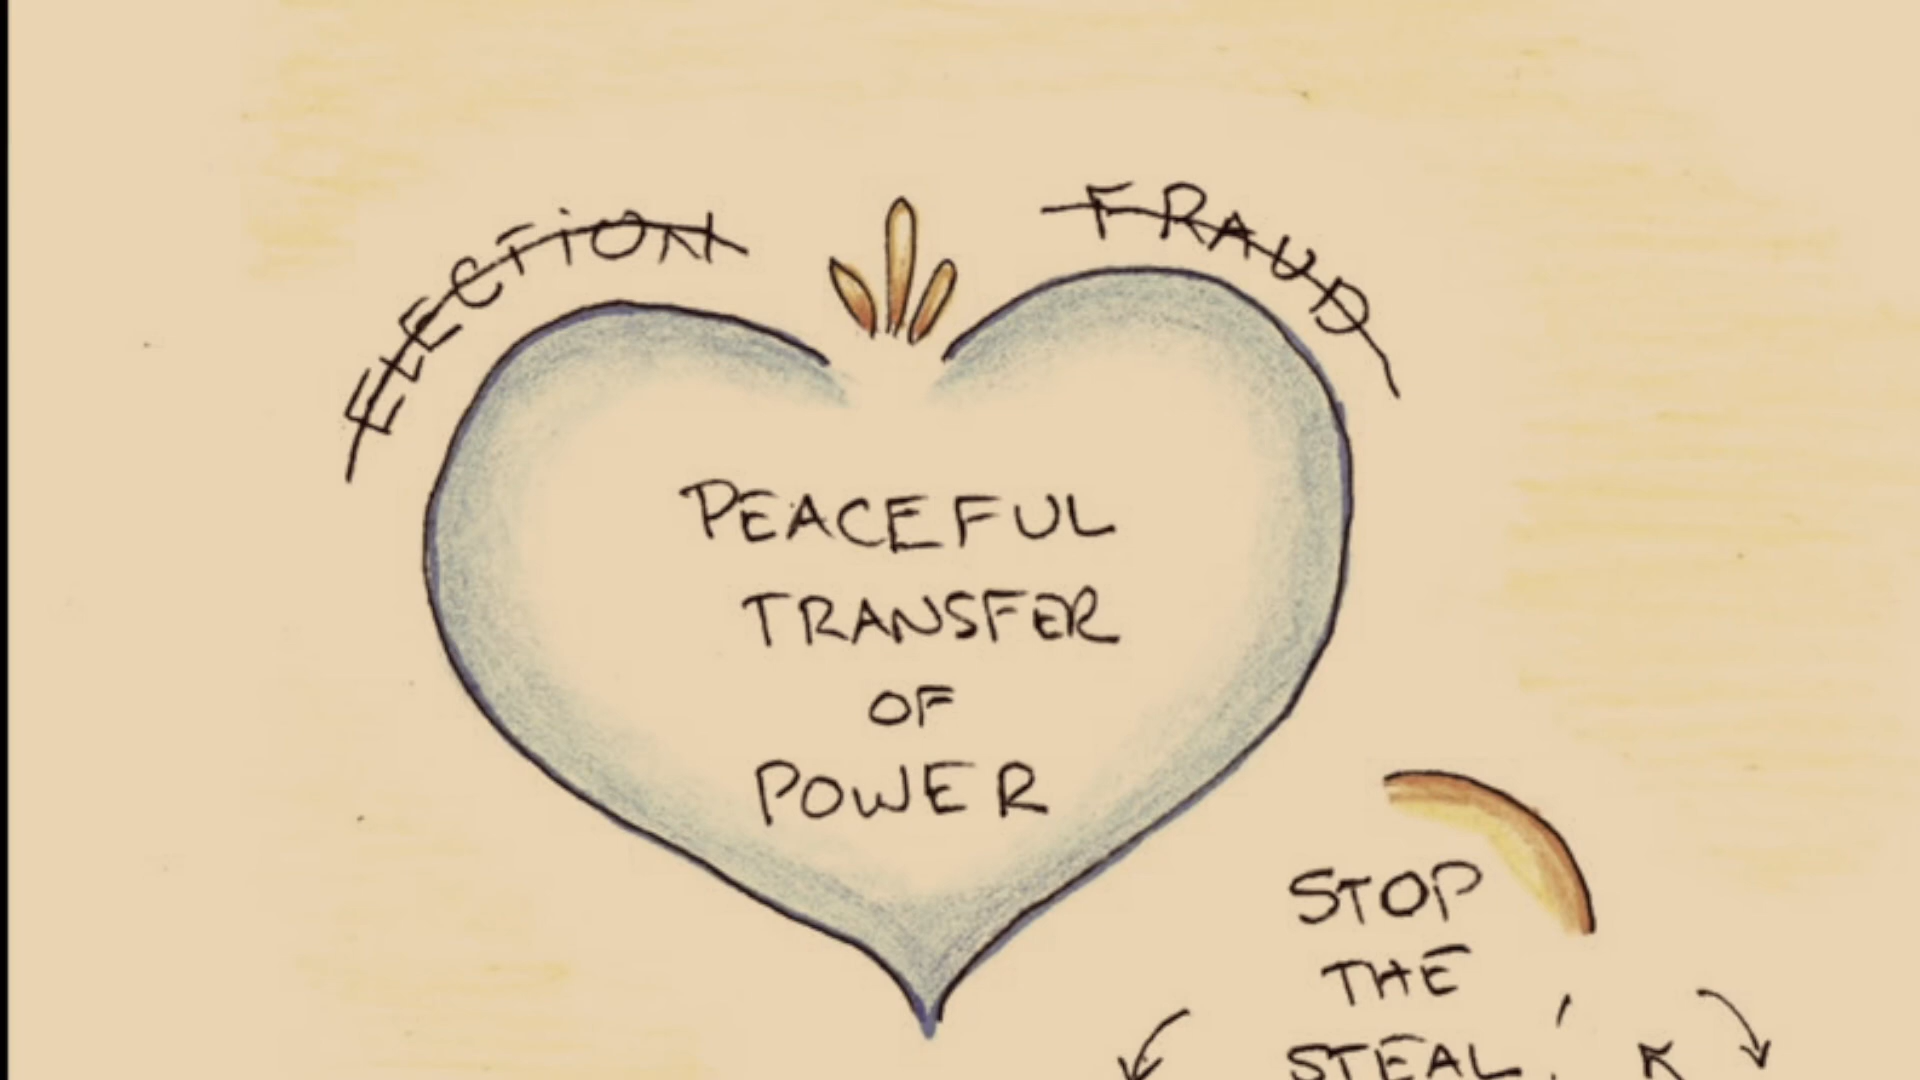 ELECTION FRAUD
PEACEFUL
TRANSFER
OF
POWER
STOP
THE
STEAL